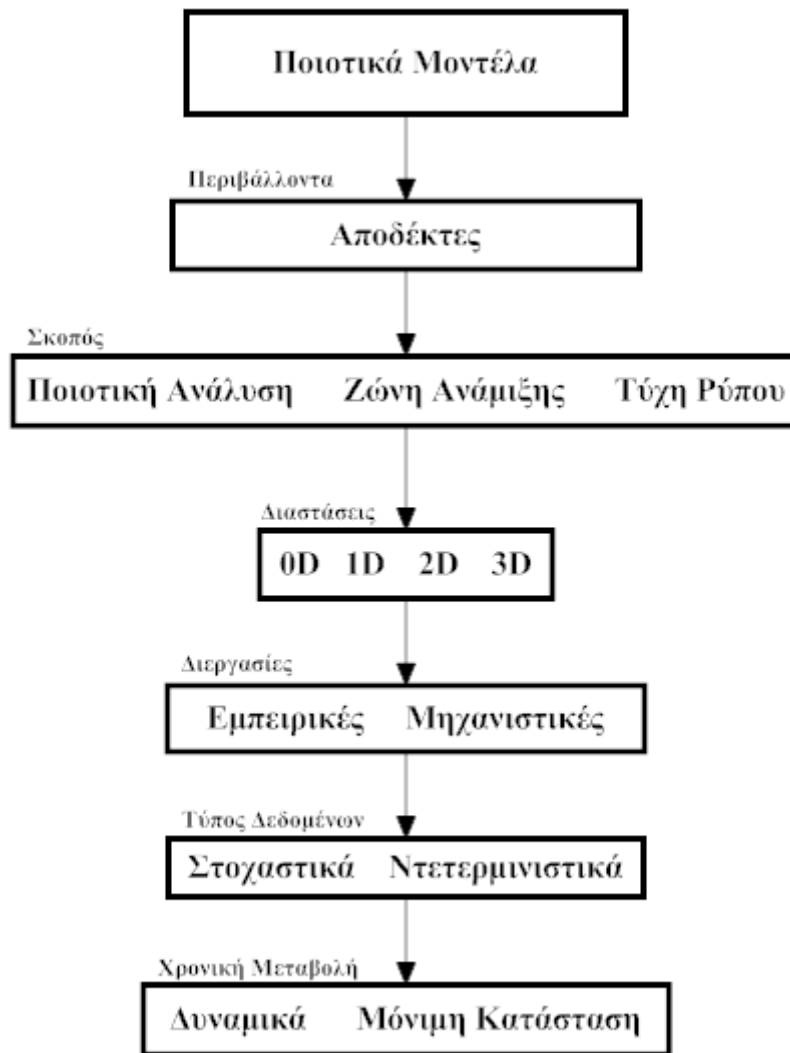 Ποιοτικά Μοντέλα
Περιβάλλοντα
Αποδέκτες
Σκοπός
Ποιοτική Ανάλυση Ζώνη Ανάμιξης Τύχη Ρύπου
Διαστάσεις
0D 1D 2D 3D
Διεργασίες
Εμπειρικές Μηχανιστικές
Τύπος Δεδομένων
Στοχαστικά Ντετερμινιστικά
Χρονική Μεταβολή
Δυναμικά Μόνιμη Κατάσταση